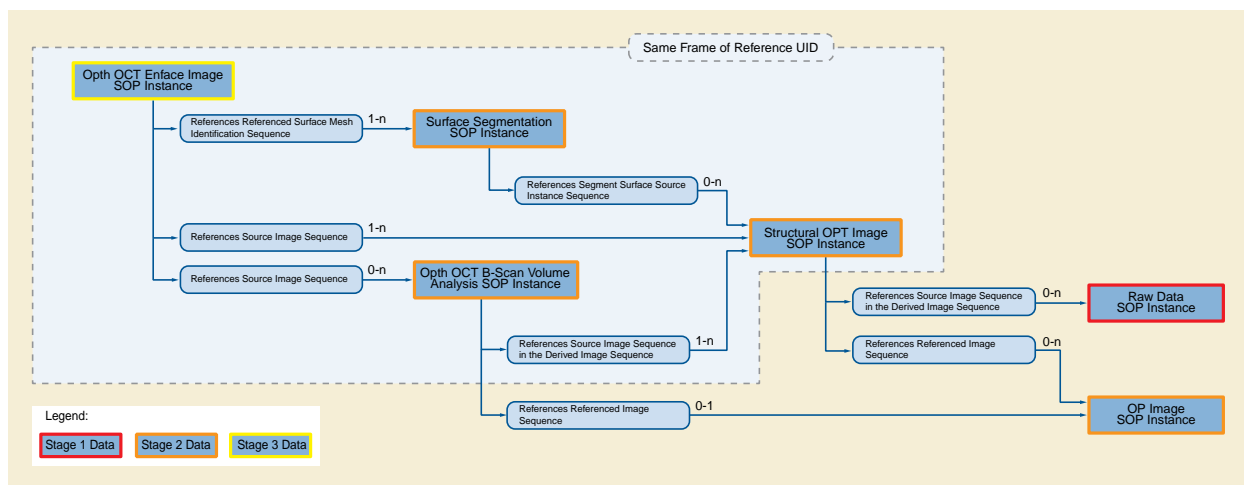 Same Frame of Reference UID
Opth OCT Enface Image
SOP Instance
References Referenced Surface Mesh
Identification Sequence
1-n
Surface Segmentation
SOP Instance
References Segment Surface Source
Instance Sequence
0-n
References Source Image Sequence
1-n
Structural OPT Image
SOP Instance
References Source Image Sequence
0-n
Opth OCT B-Scan Volume
Analysis SOP Instance
References Source Image Sequence
in the Derived Image Sequence
0-n
Raw Data
SOP Instance
References Source Image Sequence
in the Derived Image Sequence
1-n
References Referenced Image
Sequence
0-n
References Referenced Image
Sequence
0-1
OP Image
SOP Instance
Legend:
Stage 1 Data
Stage 2 Data
Stage 3 Data